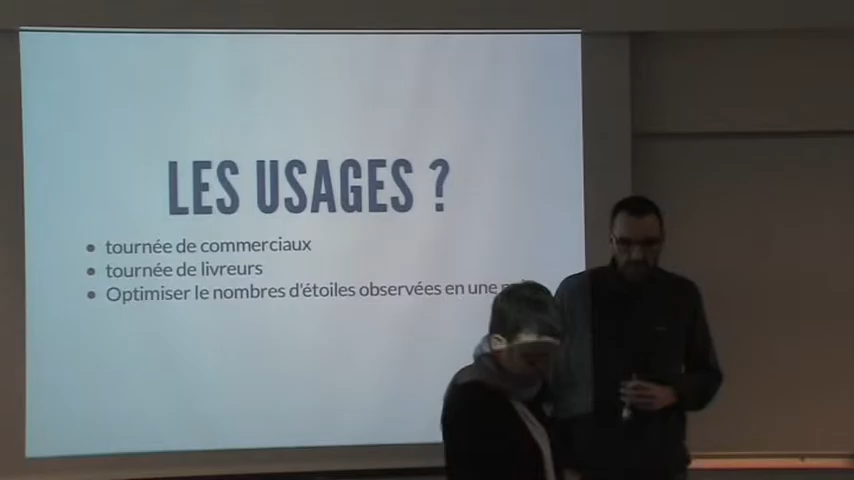 LES USAGES ?
tournée de commerciaux
tournée de livreurs
Optimiser le nombres d'étoiles observées en une